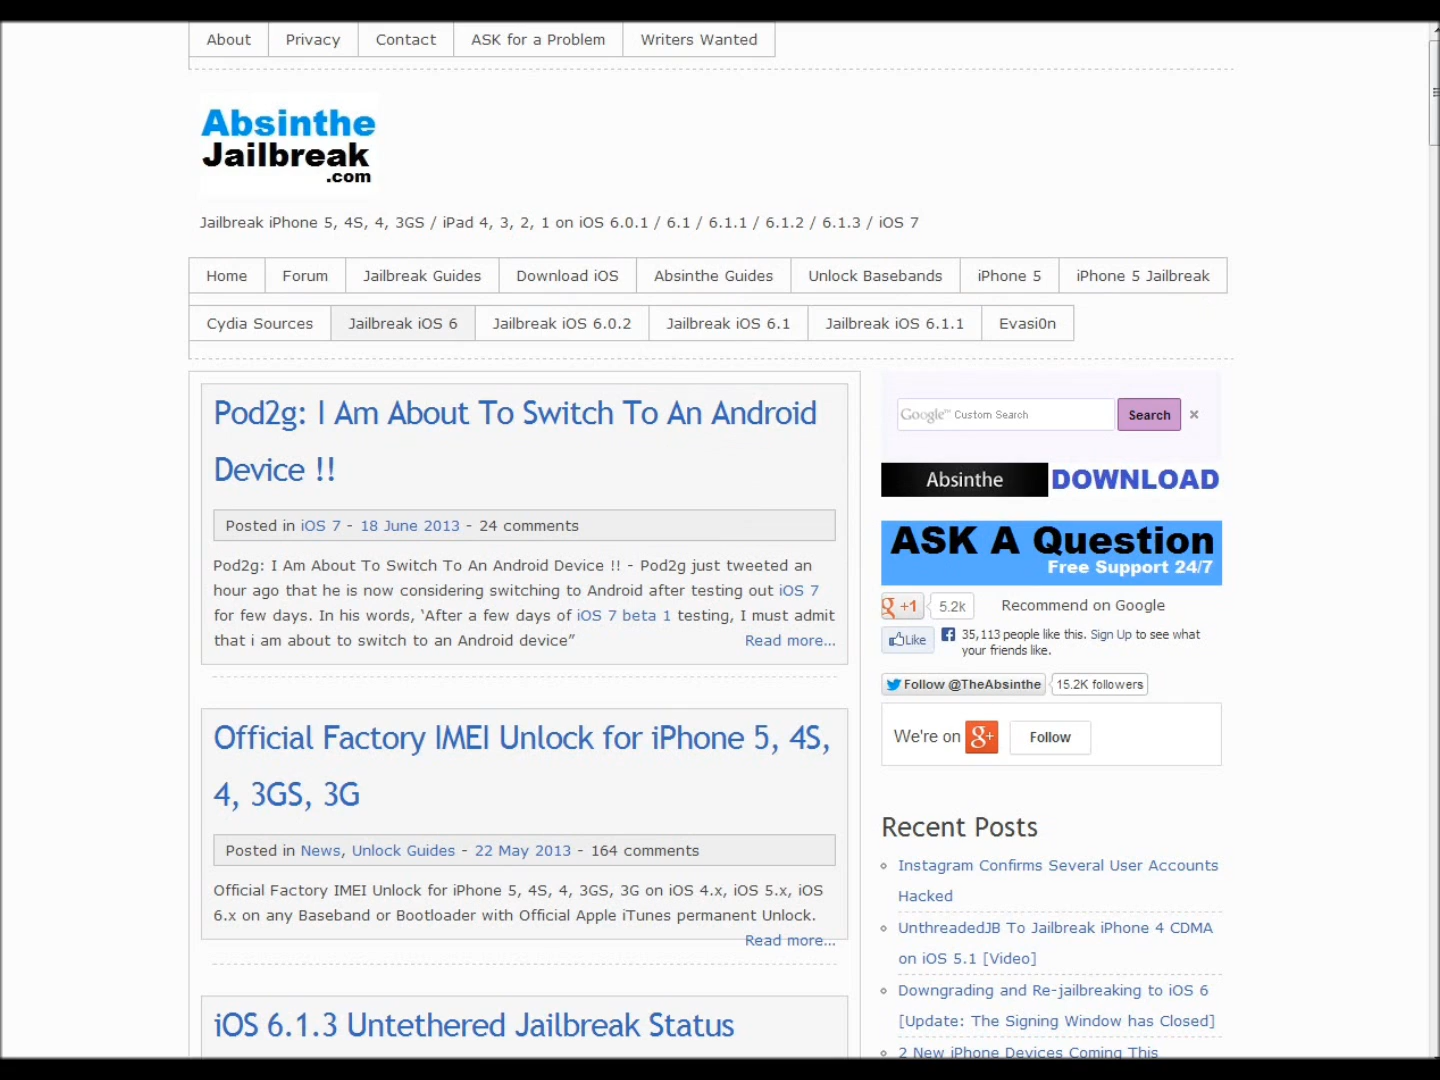 About
Privacy
Contact
ASK for a Problem
Writers Wanted
Absinthe
Jailbreak
.com
Jailbreak iPhone 5, 4S, 4, 3GS / iPad 4, 3, 2, 1 on iOS 6.0.1 / 6.1 / 6.1.1 / 6.1.2 / 6.1.3 / iOS 7
Home
Forum
Jailbreak Guides
Download iOS
Absinthe Guides
Unlock Basebands
iPhone 5
iPhone 5 Jailbreak
Cydia Sources
Jailbreak iOS 6
Jailbreak iOS 6.0.2
Jailbreak iOS 6.1
Jailbreak iOS 6.1.1
Evasi0n
Pod2g: I Am About To Switch To An Android
Device !!
Posted in iOS 7 - 18 June 2013 - 24 comments
Pod2g: I Am About To Switch To An Android Device !! - Pod2g just tweeted an
hour ago that he is now considering switching to Android after testing out iOS 7
for few days. In his words, ‘After a few days of iOS 7 beta 1 testing, I must admit
that i am about to switch to an Android device”
Read more...
Official Factory IMEI Unlock for iPhone 5, 4S,
4, 3GS, 3G
Posted in News, Unlock Guides - 22 May 2013 - 164 comments
Official Factory IMEI Unlock for iPhone 5, 4S, 4, 3GS, 3G on iOS 4.x, iOS 5.x, iOS
6.x on any Baseband or Bootloader with Official Apple iTunes permanent Unlock.
Read more...
iOS 6.1.3 Untethered Jailbreak Status
Google™ Custom Search
Search
×
Absinthe DOWNLOAD
ASK A Question
Free Support 24/7
g +1 5.2k Recommend on Google
Like
35,113 people like this. Sign Up to see what
your friends like.
Follow @TheAbsinthe
15.2K followers
We're on g+ Follow
Recent Posts
Instagram Confirms Several User Accounts
Hacked
UnthreadedJB To Jailbreak iPhone 4 CDMA
on iOS 5.1 [Video]
Downgrading and Re-jailbreaking to iOS 6
[Update: The Signing Window has Closed]
2 New iPhone Devices Coming This